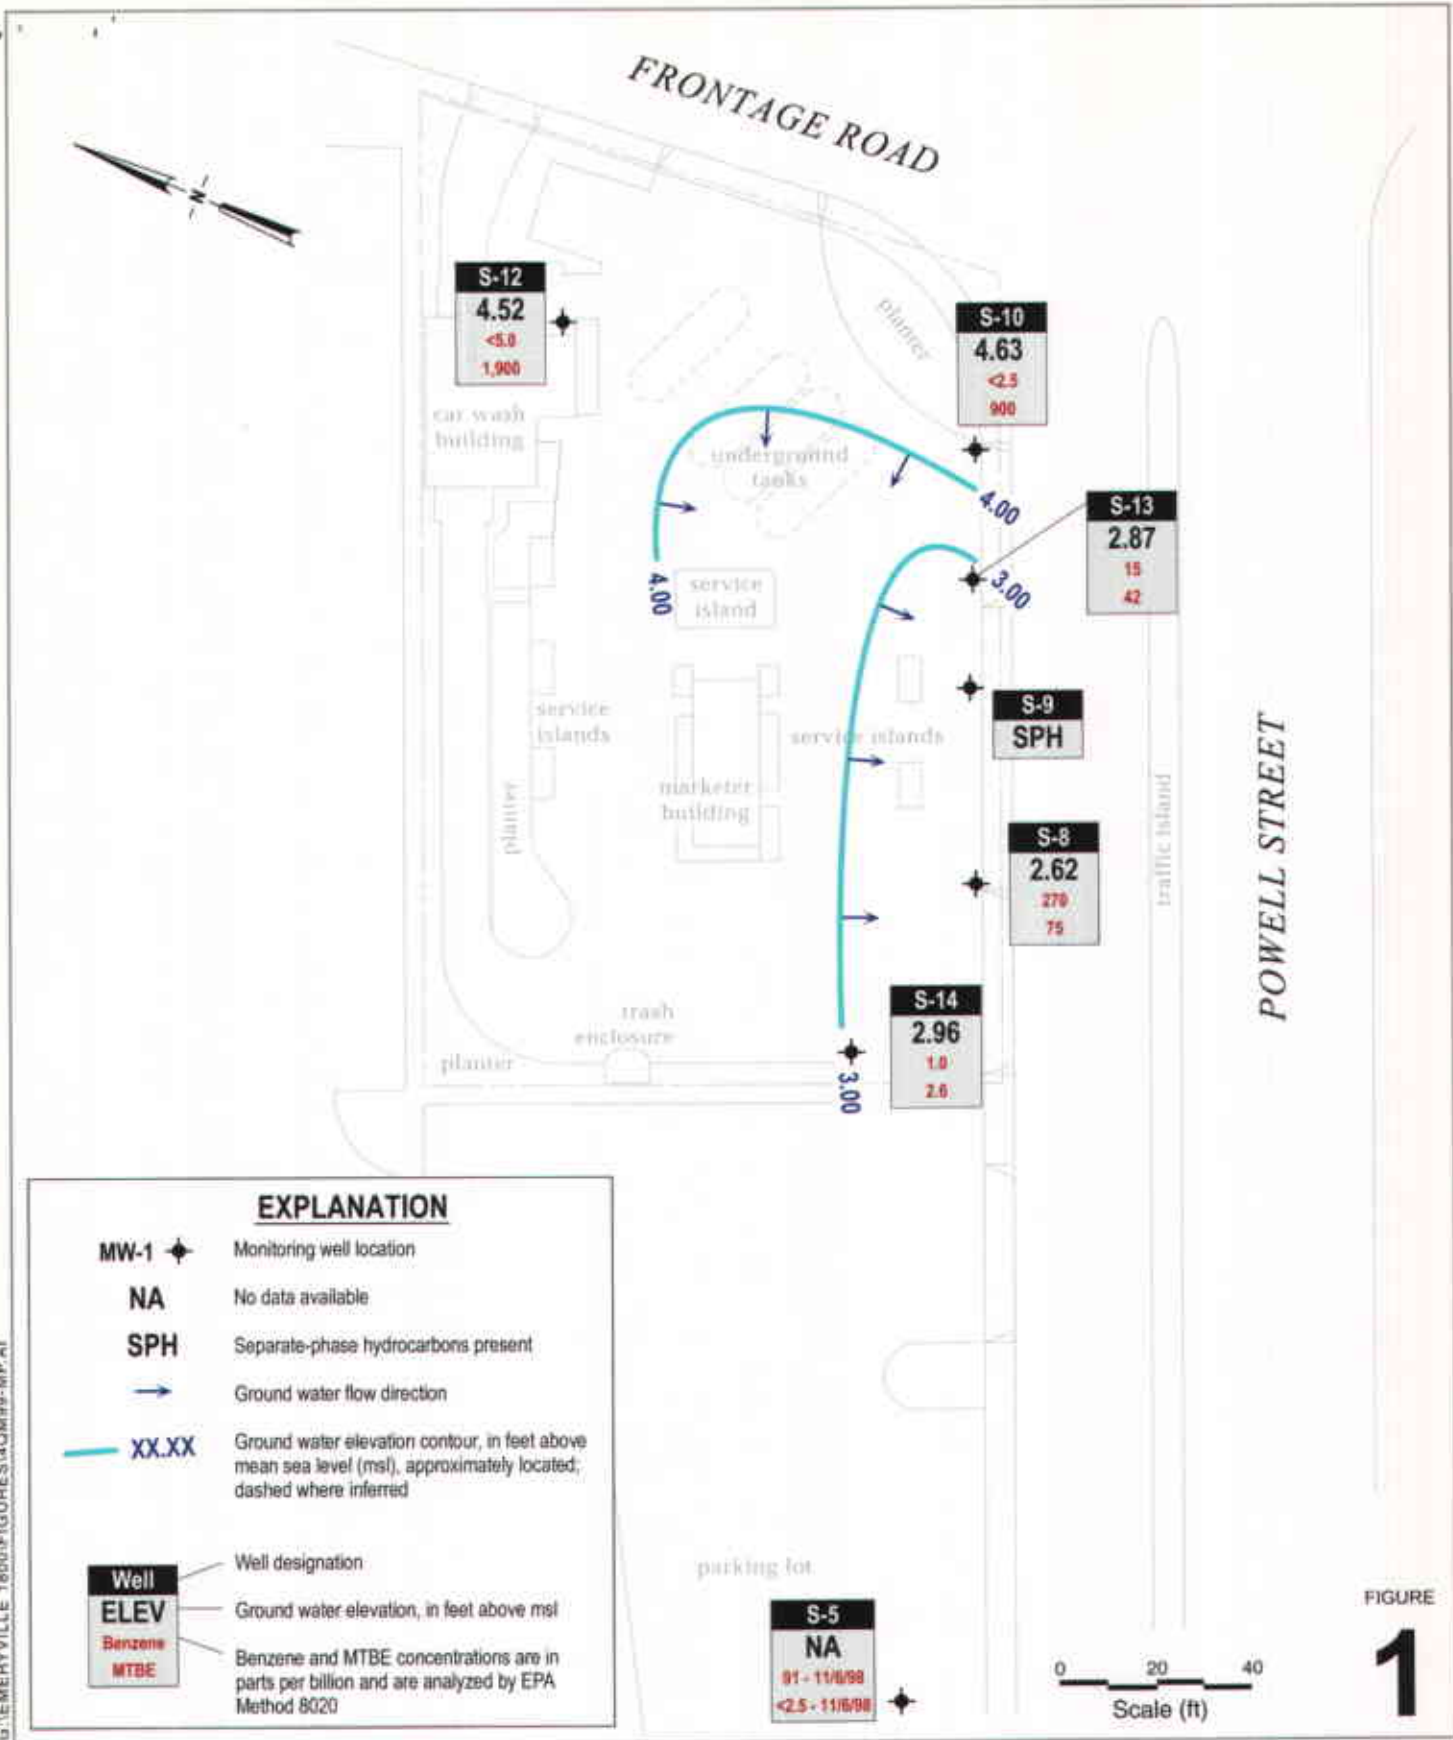 FRONTAGE ROAD
N
S-12
4.52
<5.0
1,900
S-10
4.63
<2.5
900
planter
car wash
building
underground
tanks
4.00
S-13
2.87
15
42
4.00
service
island
3.00
S-9
SPH
service
islands
service islands
marketer
building
planter
S-8
2.62
270
75
traffic island
POWELL STREET
S-14
2.96
1.0
2.6
trash
enclosure
planter
3.00
EXPLANATION
MW-1 Monitoring well location
NA No data available
SPH Separate-phase hydrocarbons present
Ground water flow direction
XX.XX Ground water elevation contour, in feet above
mean sea level (msl), approximately located;
dashed where inferred
Well
ELEV
Benzene
MTBE
Well designation
Ground water elevation, in feet above msl
Benzene and MTBE concentrations are in
parts per billion and are analyzed by EPA
Method 8020
parking lot
S-5
NA
91 - 11/6/98
<2.5 - 11/6/98
0 20 40
Scale (ft)
FIGURE
1